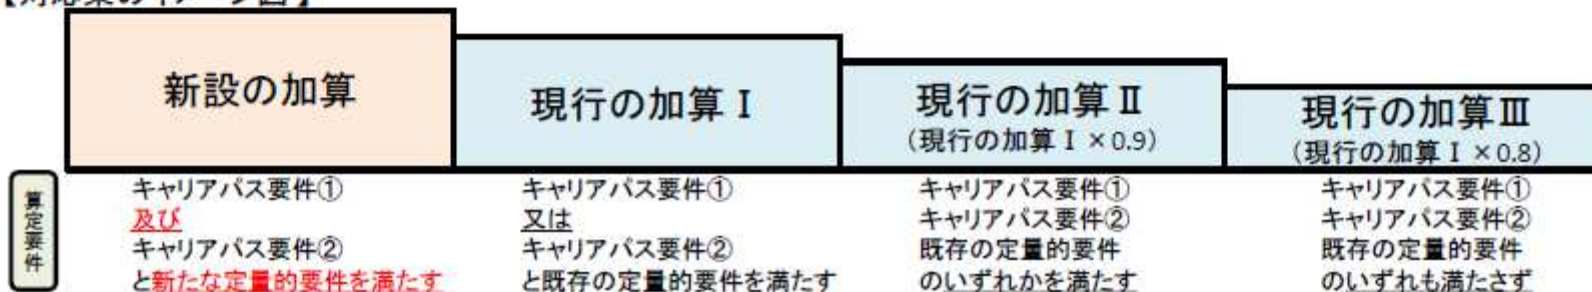 【対応案のイメージ図】
新設の加算
現行の加算Ⅰ
現行の加算Ⅱ
(現行の加算Ⅰ×0.9)
現行の加算Ⅲ
(現行の加算Ⅰ×0.8)
算定要件
キャリアパス要件①
及び
キャリアパス要件②
と新たな定量的要件を満たす
キャリアパス要件①
又は
キャリアパス要件②
と既存の定量的要件を満たす
キャリアパス要件①
キャリアパス要件②
既存の定量的要件
のいずれかを満たす
キャリアパス要件①
キャリアパス要件②
既存の定量的要件
のいずれも満たさず